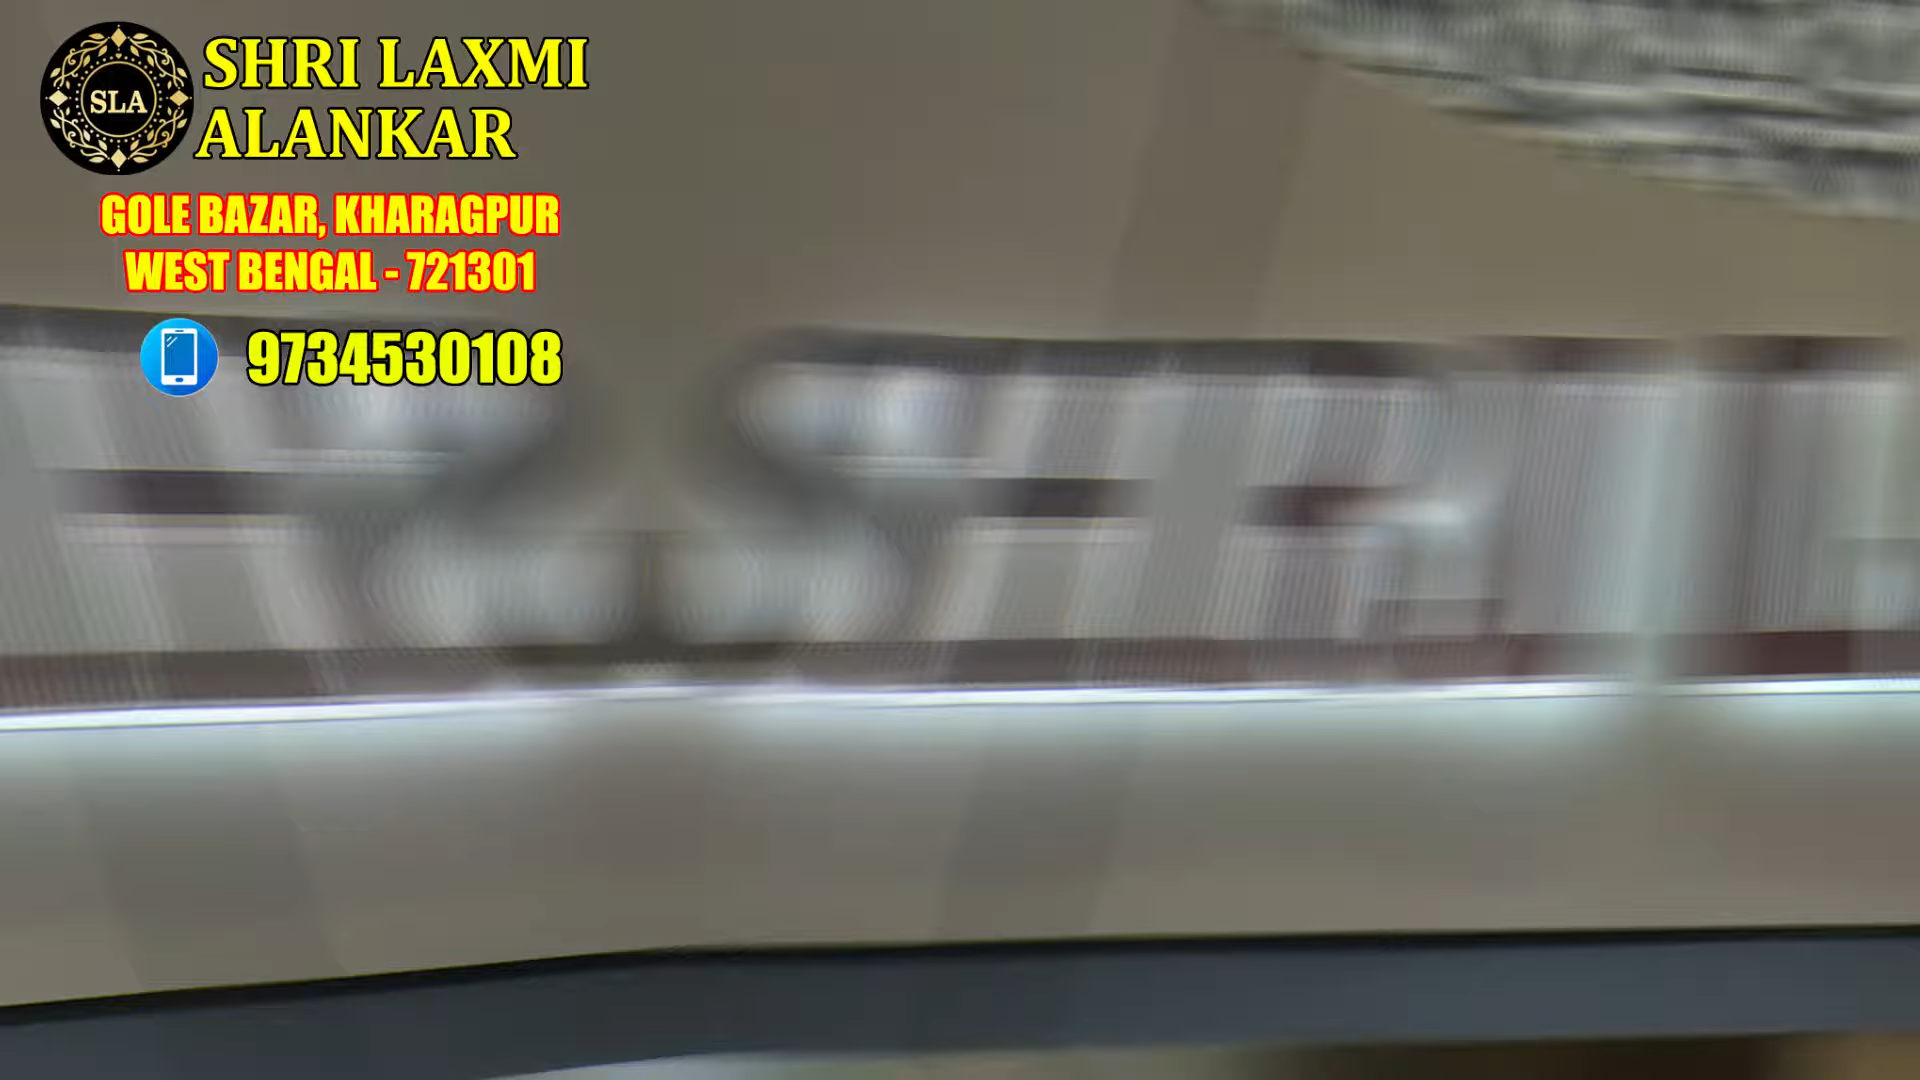 SLA
SHRI LAXMI
ALANKAR
GOLE BAZAR, KHARAGPUR
WEST BENGAL - 721301
9734530108